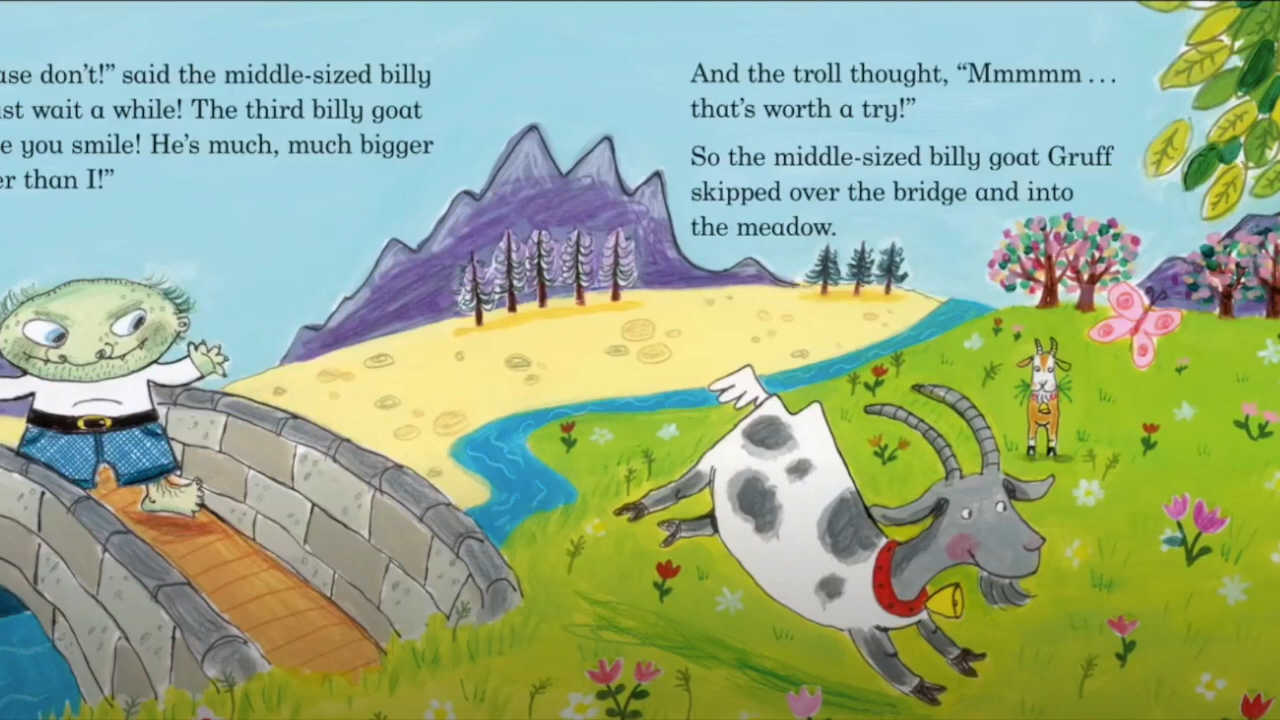 ase don't!” said the middle-sized billy
st wait a while! The third billy goat
e you smile! He's much, much bigger
er than I!”
And the troll thought, “Mmmmm ...
that's worth a try!”
So the middle-sized billy goat Gruff
skipped over the bridge and into
the meadow.